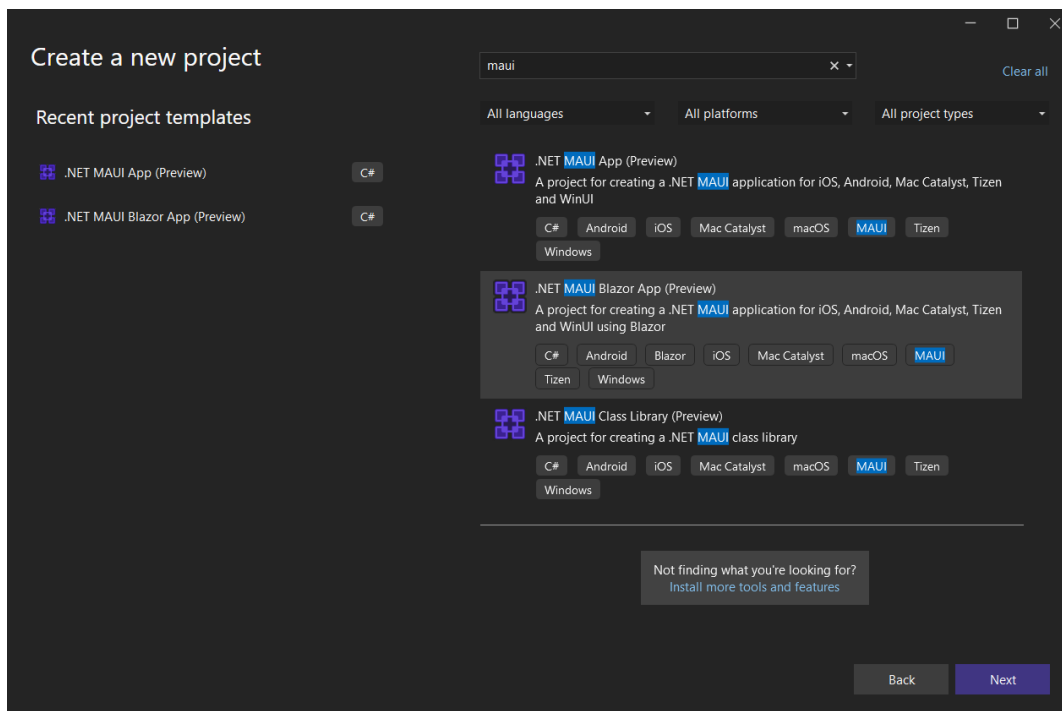 Create a new project
maui
Clear all
Recent project templates
All languages
All platforms
All project types
.NET MAUI App (Preview)
C#
.NET MAUI Blazor App (Preview)
C#
.NET MAUI App (Preview)
A project for creating a .NET MAUI application for iOS, Android, Mac Catalyst, Tizen
and WinUI
C# Android iOS Mac Catalyst macOS MAUI Tizen
Windows
.NET MAUI Blazor App (Preview)
A project for creating a .NET MAUI application for iOS, Android, Mac Catalyst, Tizen
and WinUI using Blazor
C# Android Blazor iOS Mac Catalyst macOS MAUI
Tizen Windows
.NET MAUI Class Library (Preview)
A project for creating a .NET MAUI class library
C# Android iOS Mac Catalyst macOS MAUI Tizen
Windows
Not finding what you're looking for?
Install more tools and features
Back
Next